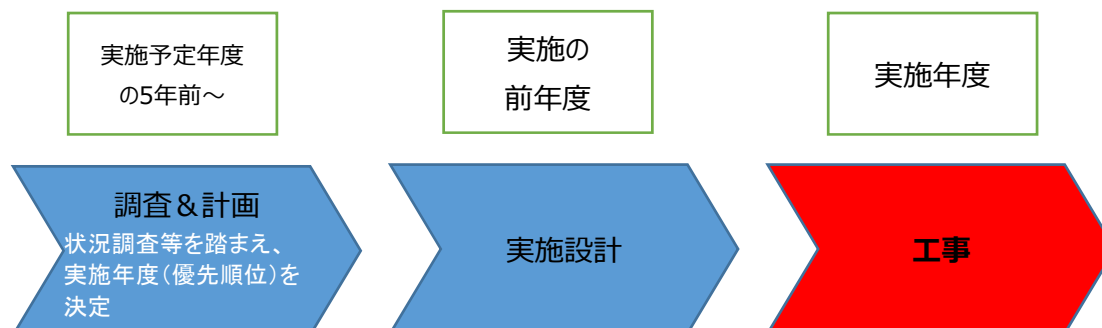 実施予定年度
の5年前～
実施の
前年度
実施年度
調査＆計画
状況調査等を踏まえ、
実施年度（優先順位）を
決定
実施設計
工事